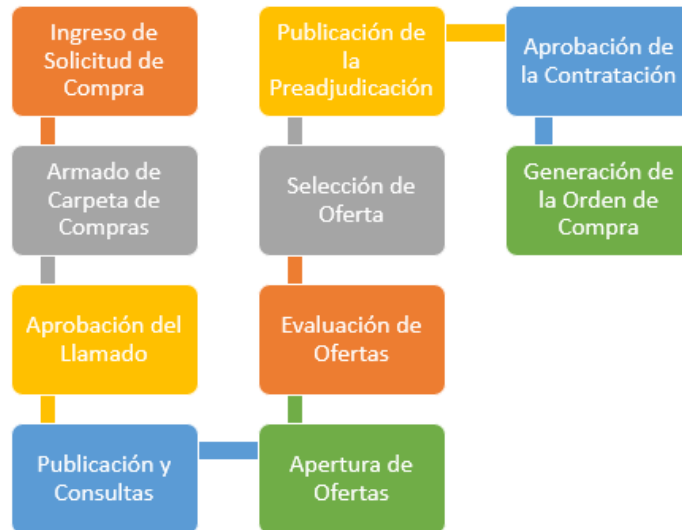 Ingreso de
Solicitud de
Compra
Armado de
Carpeta de
Compras
Aprobación del
Llamado
Publicación y
Consultas
Apertura de
Ofertas
Evaluación de
Ofertas
Selección de
Oferta
Publicación de
la
Preadjudicación
Aprobación de
la Contratación
Generación de
la Orden de
Compra